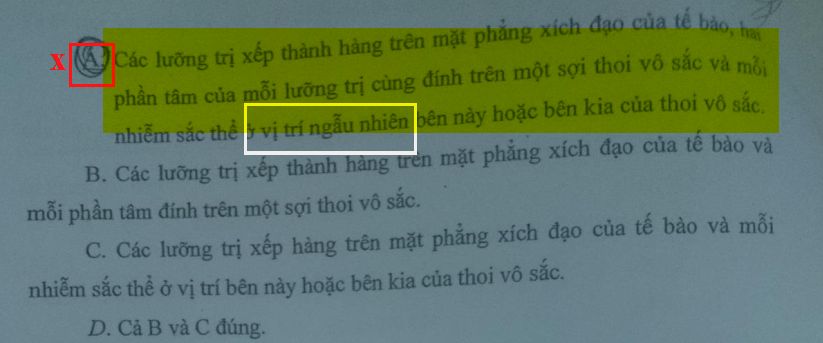 X A. Các lưỡng trị xếp thành hàng trên mặt phẳng xích đạo của tế bào, hai
phần tâm của mỗi lưỡng trị cùng đính trên một sợi thoi vô sắc và mỗi
nhiễm sắc thể ở vị trí ngẫu nhiên bên này hoặc bên kia của thoi vô sắc.
B. Các lưỡng trị xếp thành hàng trên mặt phẳng xích đạo của tế bào và
mỗi phần tâm đính trên một sợi thoi vô sắc.
C. Các lưỡng trị xếp hàng trên mặt phẳng xích đạo của tế bào và mỗi
nhiễm sắc thể ở vị trí bên này hoặc bên kia của thoi vô sắc.
D. Cả B và C đúng.